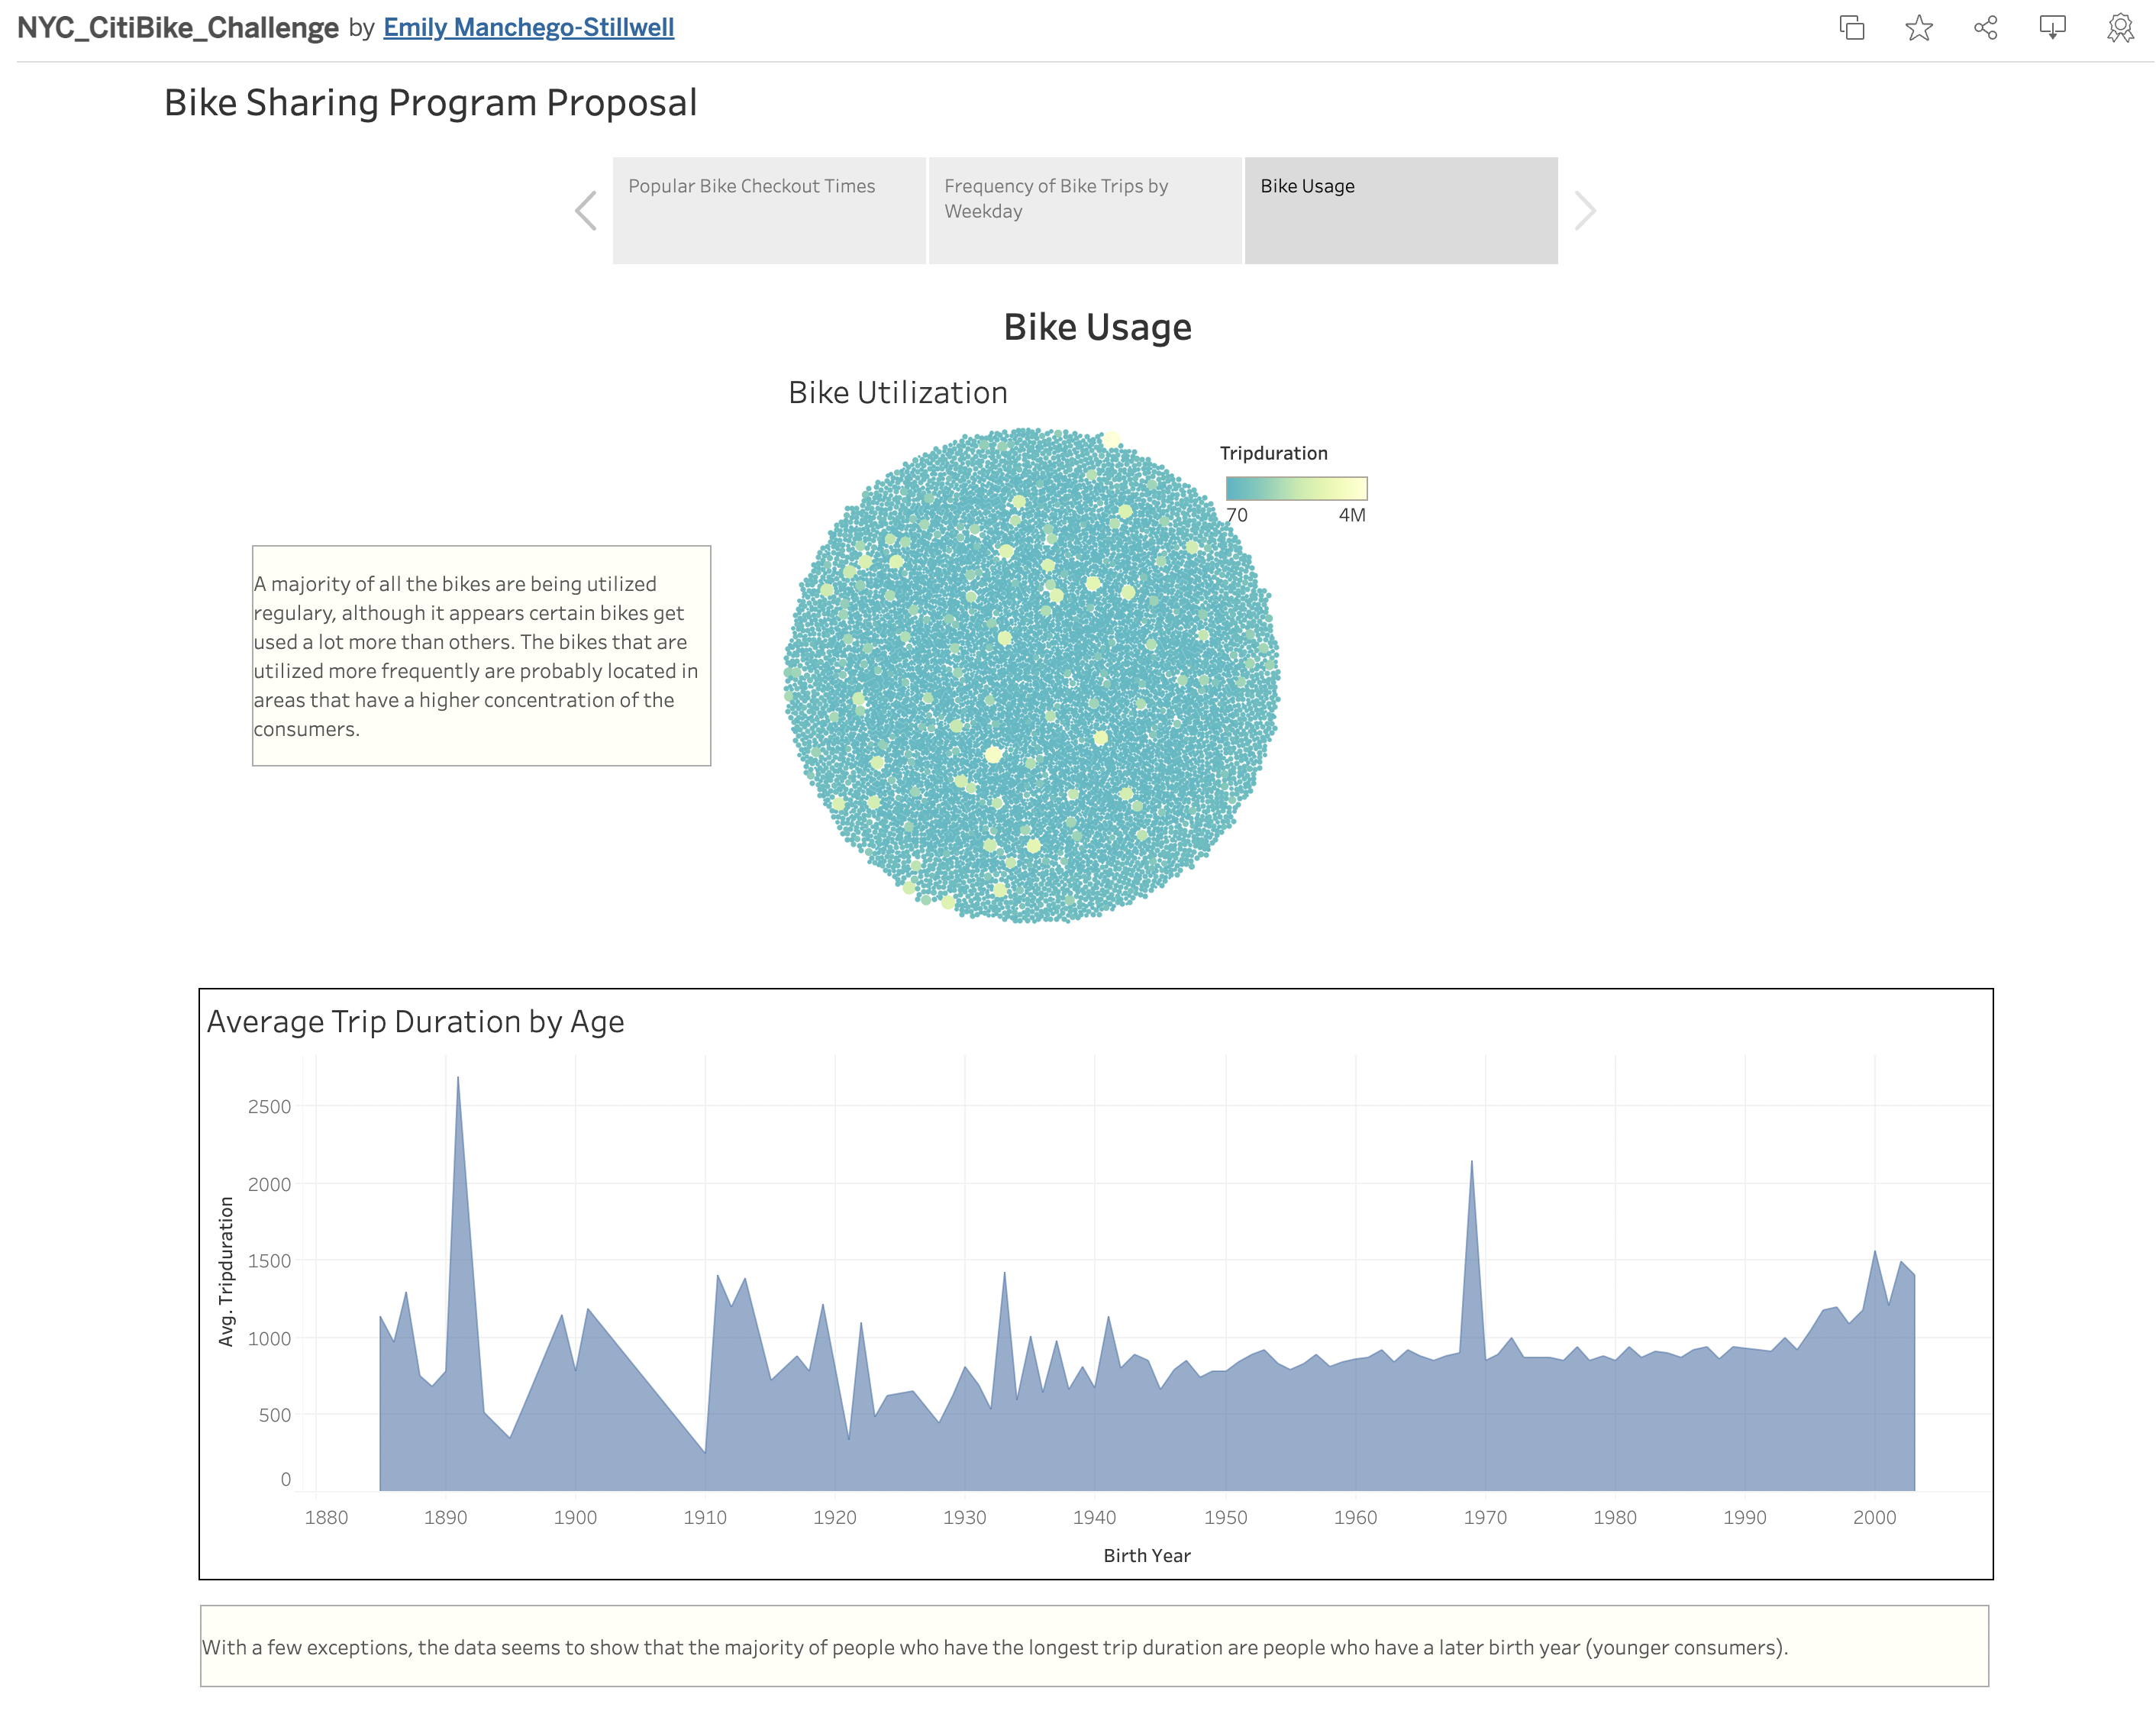 NYC_CitiBike_Challenge by Emily Manchego-Stillwell
Bike Sharing Program Proposal
Popular Bike Checkout Times
Frequency of Bike Trips by
Weekday
Bike Usage
Bike Usage
Bike Utilization
Tripduration
70 4M
A majority of all the bikes are being utilized
regulary, although it appears certain bikes get
used a lot more than others. The bikes that are
utilized more frequently are probably located in
areas that have a higher concentration of the
consumers.
Average Trip Duration by Age
Avg. Tripduration
2500
2000
1500
1000
500
0
1880 1890 1900 1910 1920 1930 1940 1950 1960 1970 1980 1990 2000
Birth Year
With a few exceptions, the data seems to show that the majority of people who have the longest trip duration are people who have a later birth year (younger consumers).